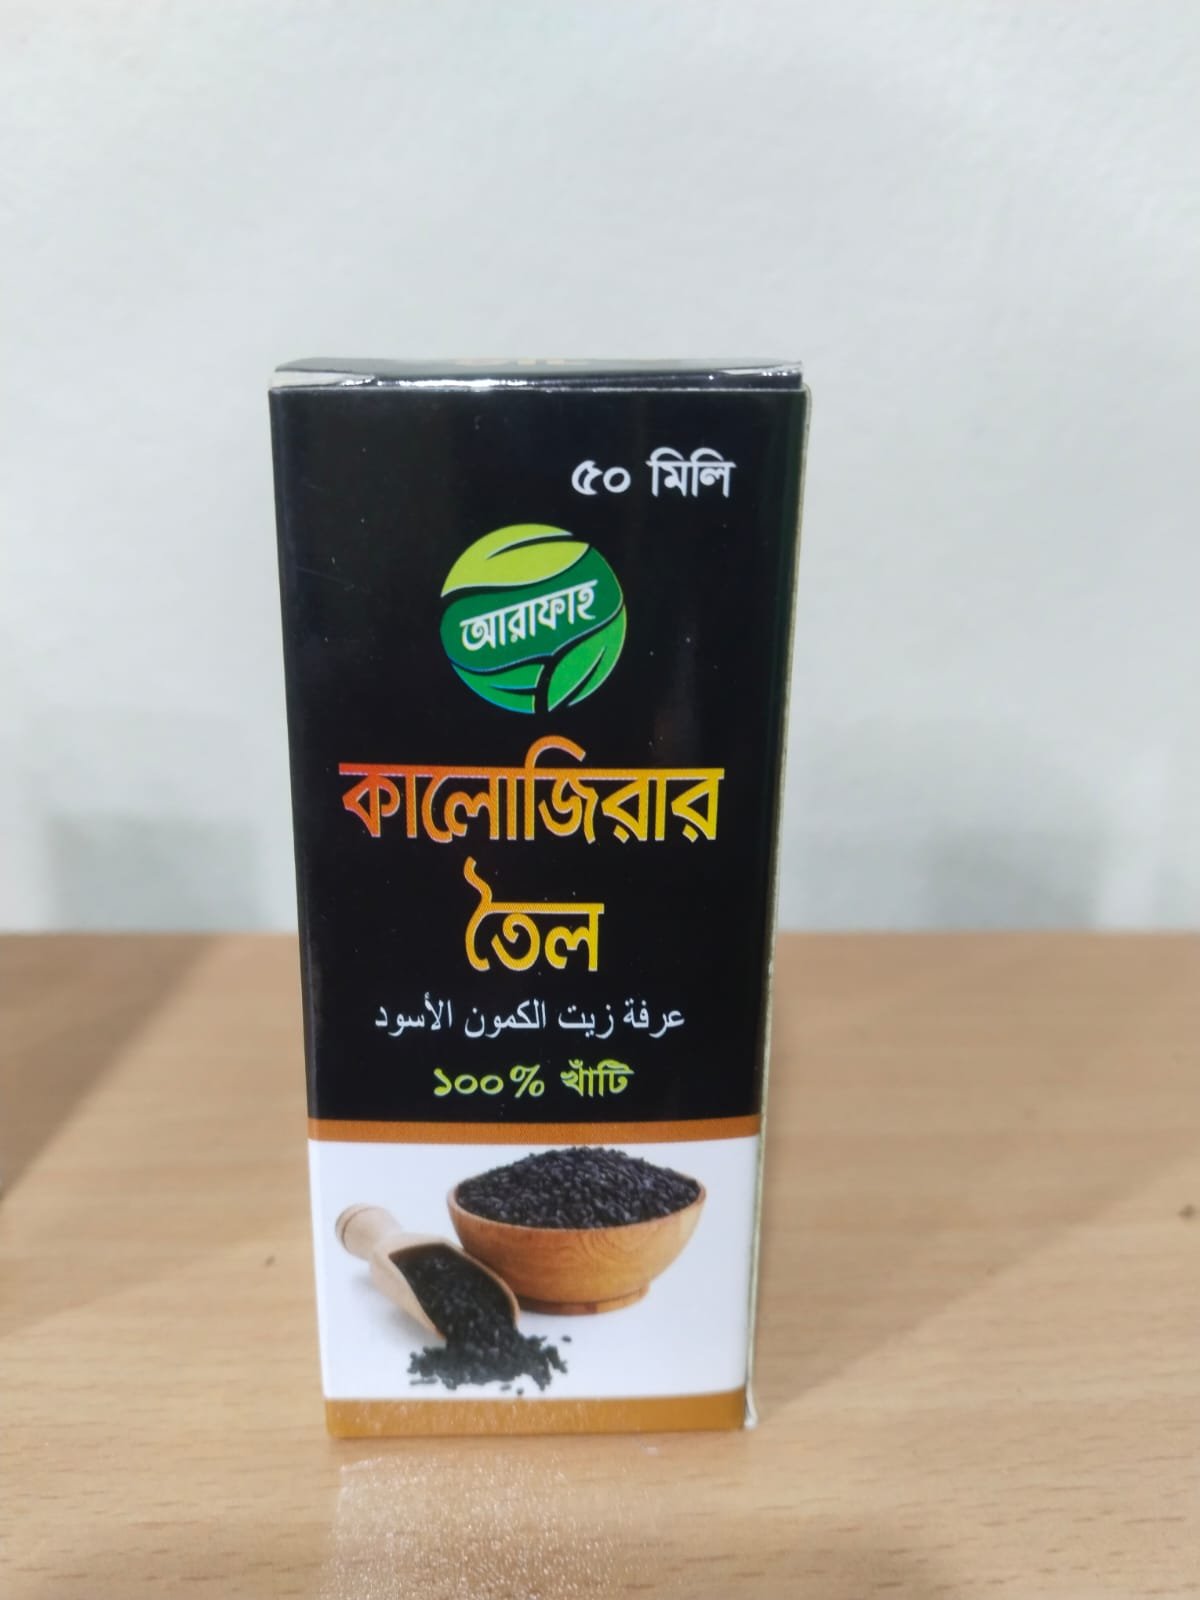 ৫০ মিলি
আরাফাহ
কালোজিরার
তৈল
عرفة زيت الكمون الأسود
১০০% খাঁটি